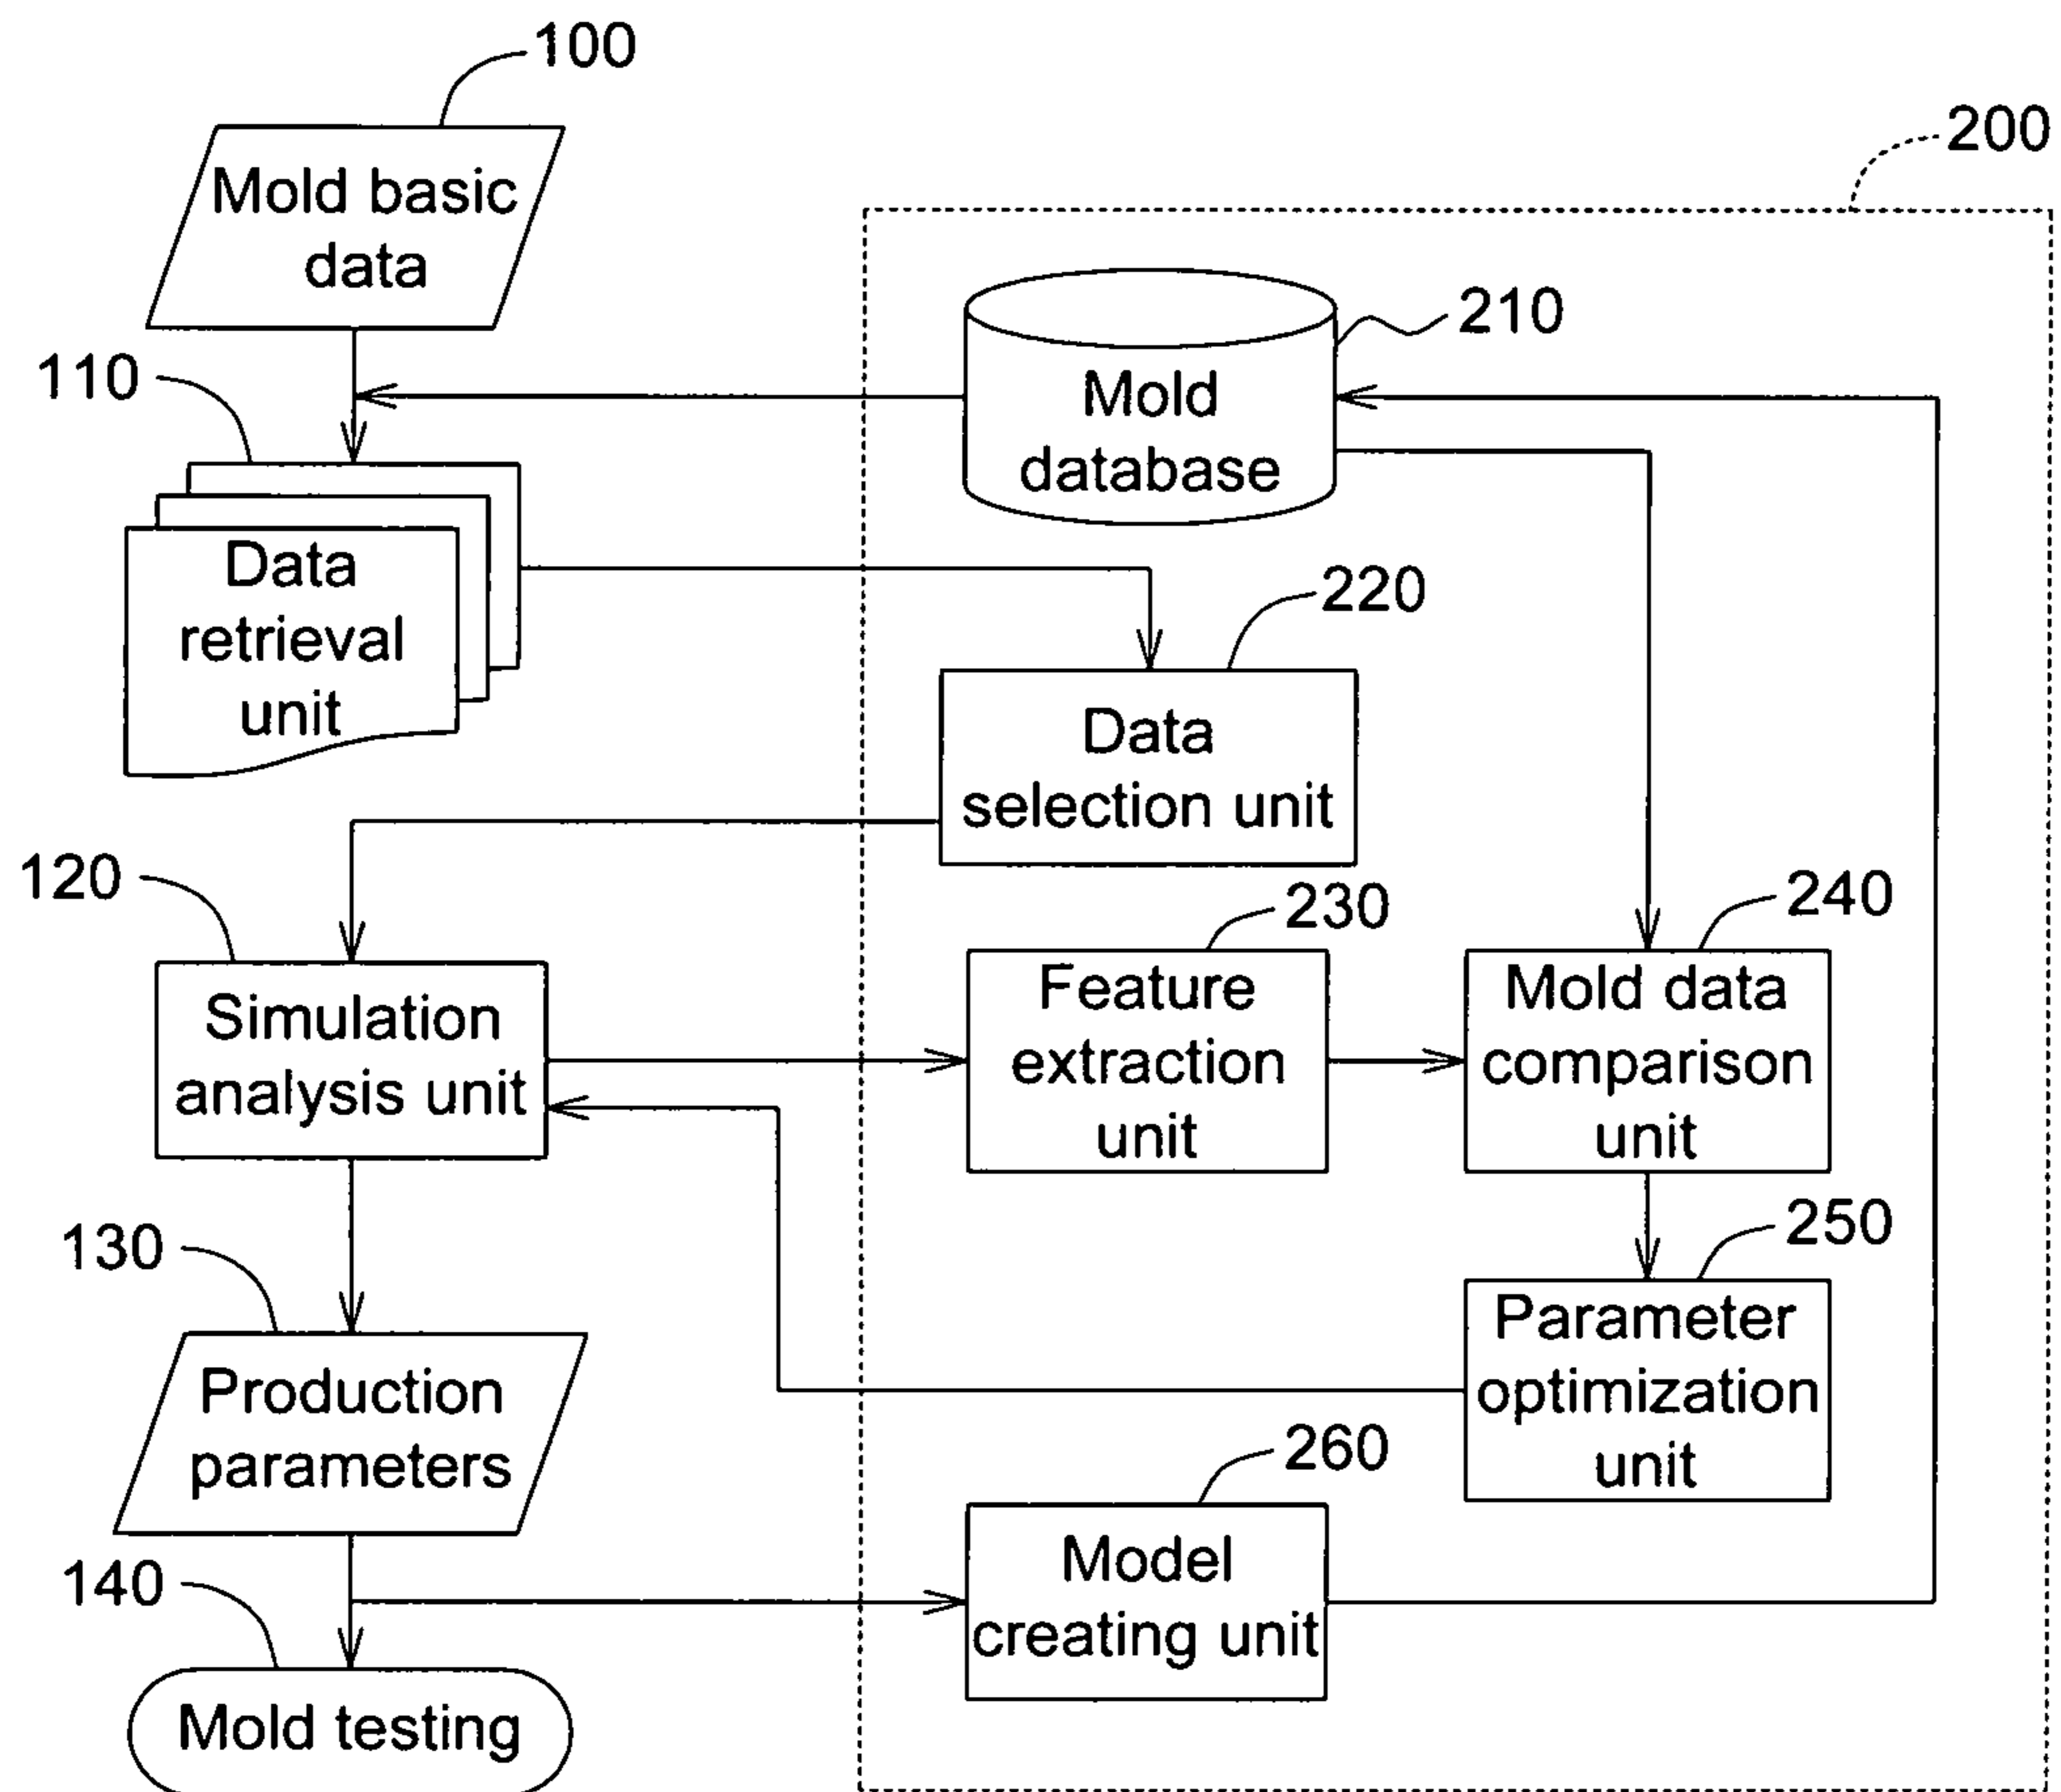 100
Mold basic
data
200
210
110
Mold
database
Data
retrieval
unit
220
Data
selection unit
120
230
240
Simulation
analysis unit
Feature
extraction
unit
Mold data
comparison
unit
130
250
Production
parameters
Parameter
optimization
unit
260
140
Model
creating unit
Mold testing